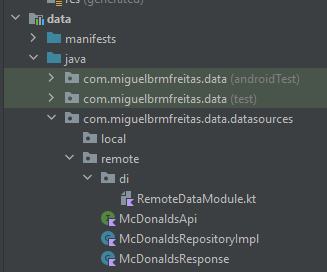 res (generated)
data
manifests
java
com.miguelbrmfreitas.data (androidTest)
com.miguelbrmfreitas.data (test)
com.miguelbrmfreitas.data.datasources
local
remote
di
RemoteDataModule.kt
McDonaldsApi
McDonaldsRepositoryImpl
McDonaldsResponse